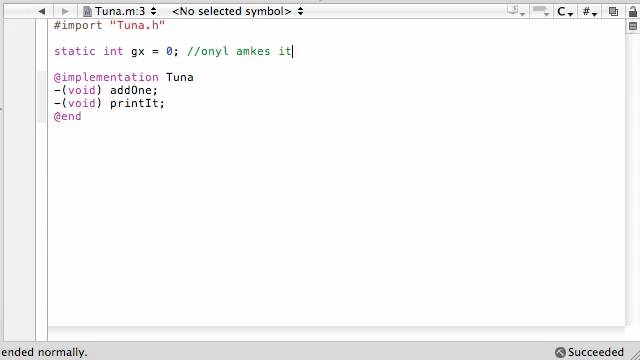 Tuna.m:3 <No selected symbol> C #
#import "Tuna.h"
static int gx = 0; //onyl amkes it
@implementation Tuna
-(void) addOne;
-(void) printIt;
@end
ended normally. Succeeded